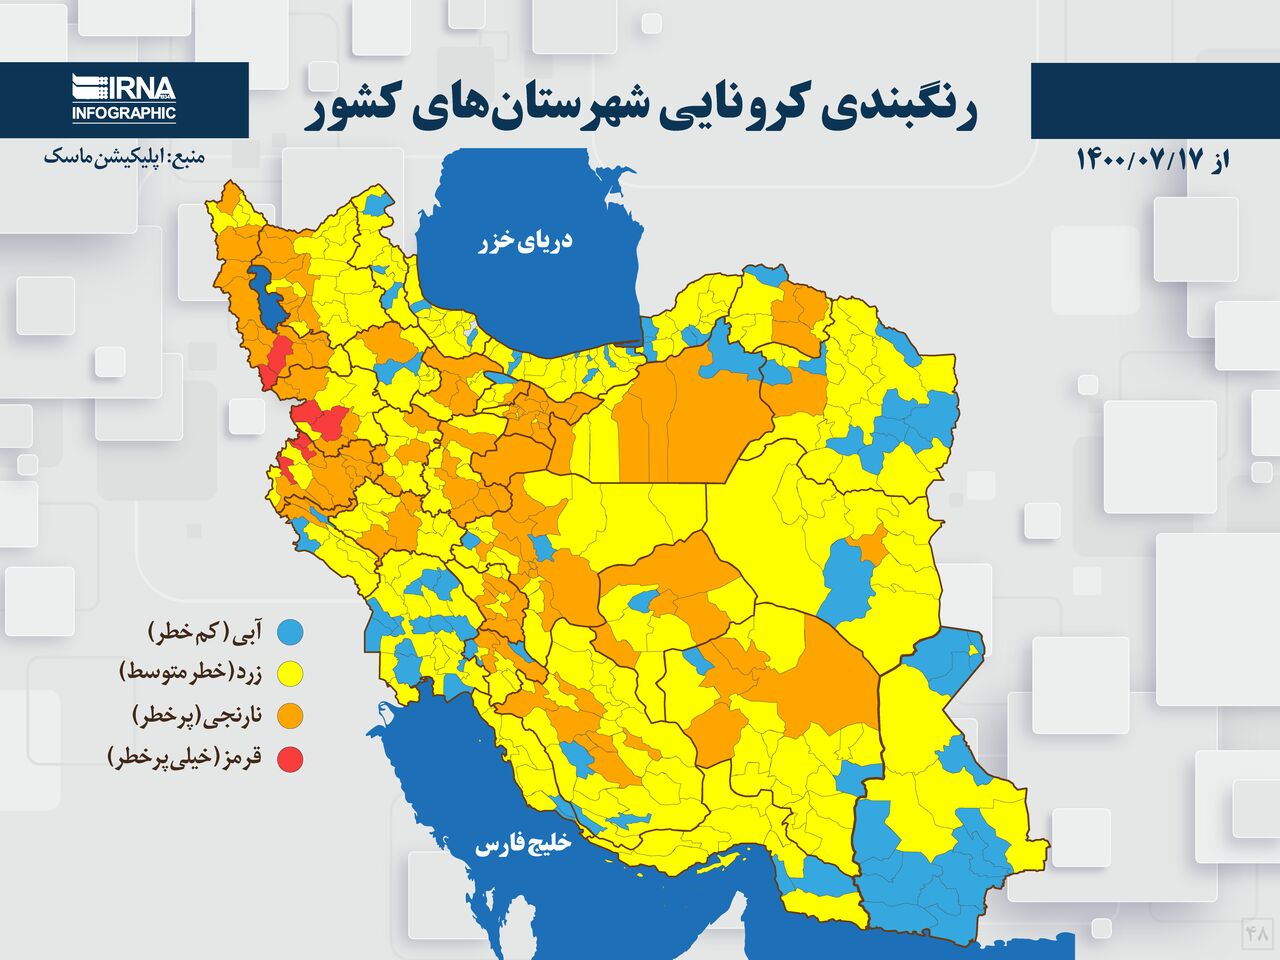 IRNA
INFOGRAPHIC
رنگبندی کرونایی شهرستان‌های کشور
از ۱۴۰۰/۰۷/۱۷
منبع: اپلیکیشن ماسک
دریای خزر
آبی (کم خطر)
زرد (خطر متوسط)
نارنجی (پرخطر)
قرمز (خیلی پرخطر)
خلیج فارس
۴۸